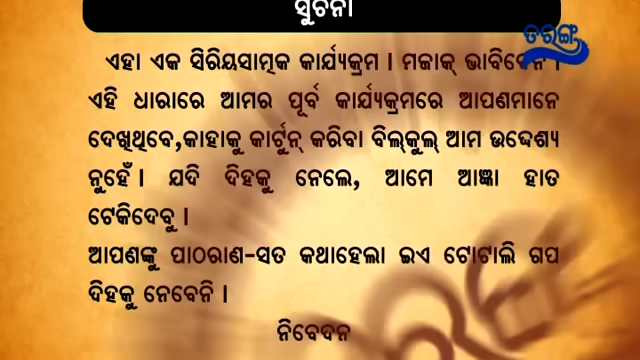 ସୁଚନା
ତରଙ୍ଗ
ଏହା ଏକ ସିରିୟସାତ୍ମକ କାର୍ଯ୍ୟକ୍ରମ । ମଜାକ୍ ଭାବିବେନି ।
ଏହି ଧାରାରେ ଆମର ପୂର୍ବ କାର୍ଯ୍ୟକ୍ରମରେ ଆପଣମାନେ
ଦେଖିଥିବେ,କାହାକୁ କାର୍ଟୁନ୍ କରିବା ବିଲ୍‌କୁଲ୍ ଆମ ଉଦ୍ଦେଶ୍ୟ
ନୁହେଁ । ଯଦି ଦିହକୁ ନେଲେ, ଆମେ ଆଜ୍ଞା ହାତ
ଟେକିଦେବୁ ।
ଆପଣଙ୍କୁ ପାଠରାଣ-ସତ କଥାହେଲା ଇଏ ଟୋଟାଲି ଗପ
ଦିହକୁ ନେବେନି ।
ନିବେଦନ